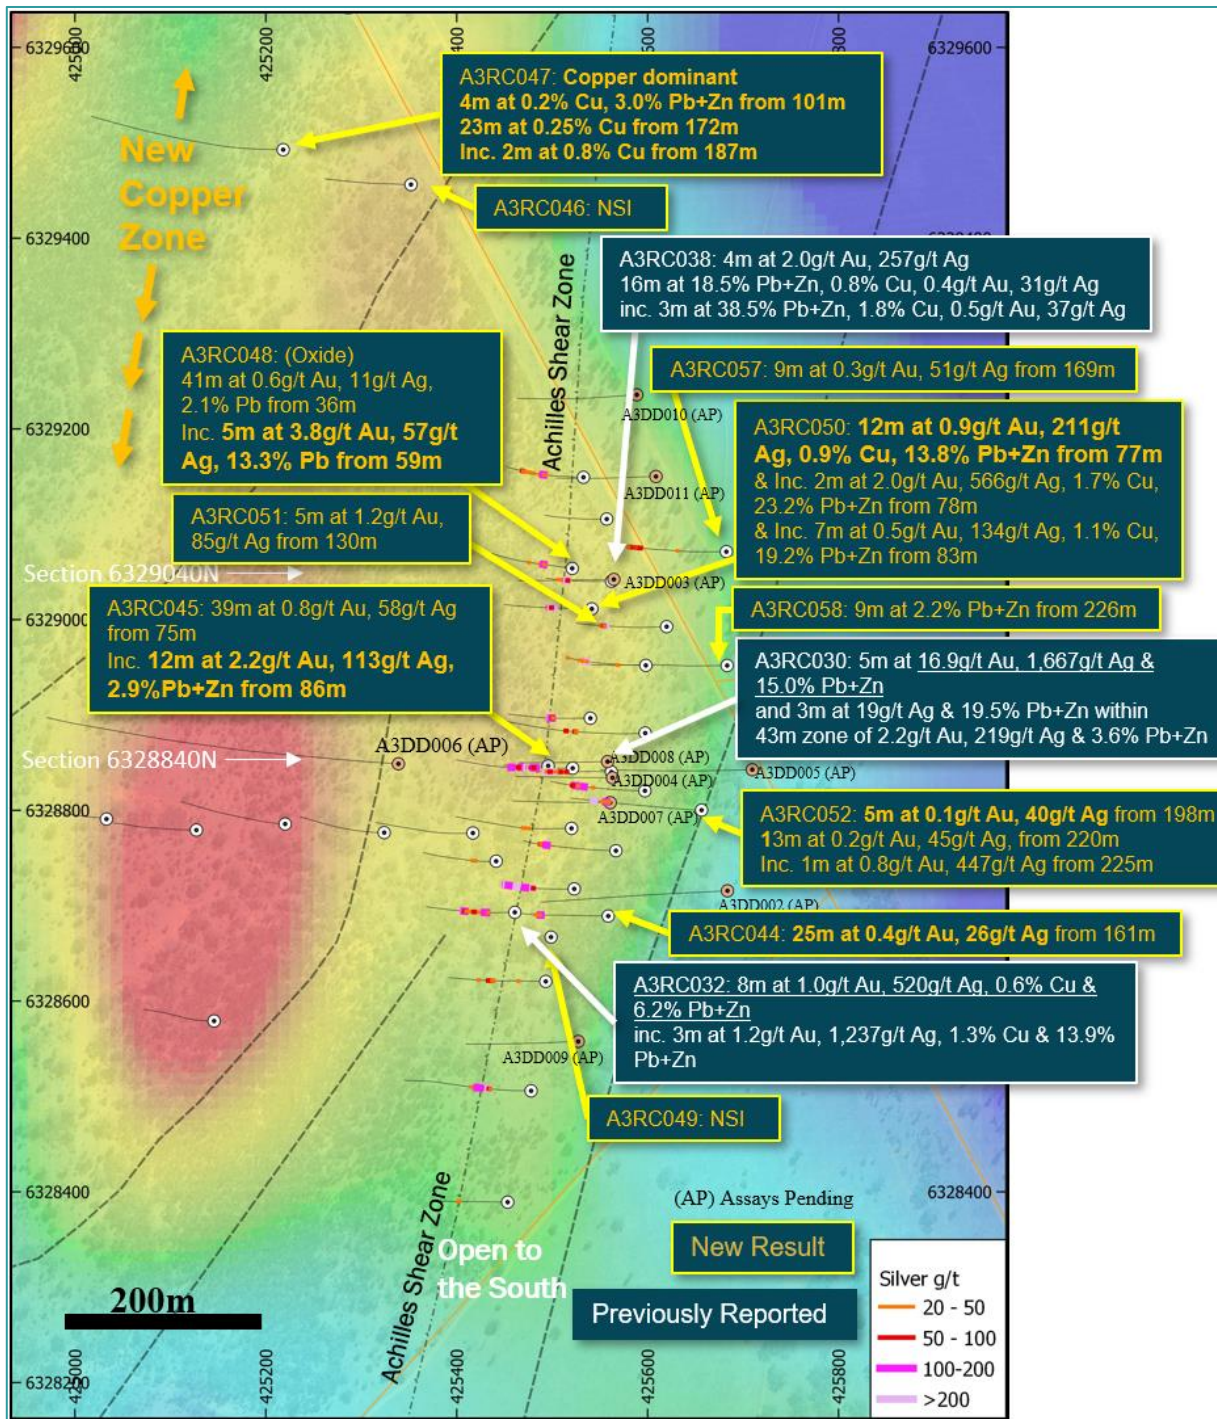 425000
425200
400
600
800
6329600
6329600
A3RC047: Copper dominant
4m at 0.2% Cu, 3.0% Pb+Zn from 101m
23m at 0.25% Cu from 172m
Inc. 2m at 0.8% Cu from 187m
New
Copper
Zone
A3RC046: NSI
6329400
A3RC038: 4m at 2.0g/t Au, 257g/t Ag
16m at 18.5% Pb+Zn, 0.8% Cu, 0.4g/t Au, 31g/t Ag
inc. 3m at 38.5% Pb+Zn, 1.8% Cu, 0.5g/t Au, 37g/t Ag
Achilles Shear Zone
A3RC048: (Oxide)
41m at 0.6g/t Au, 11g/t Ag,
2.1% Pb from 36m
Inc. 5m at 3.8g/t Au, 57g/t
Ag, 13.3% Pb from 59m
A3RC057: 9m at 0.3g/t Au, 51g/t Ag from 169m
A3DD010 (AP)
6329200
A3RC050: 12m at 0.9g/t Au, 211g/t
Ag, 0.9% Cu, 13.8% Pb+Zn from 77m
& Inc. 2m at 2.0g/t Au, 566g/t Ag, 1.7% Cu,
23.2% Pb+Zn from 78m
& Inc. 7m at 0.5g/t Au, 134g/t Ag, 1.1% Cu,
19.2% Pb+Zn from 83m
A3DD011 (AP)
A3RC051: 5m at 1.2g/t Au,
85g/t Ag from 130m
Section 6329040N
A3DD003 (AP)
A3RC045: 39m at 0.8g/t Au, 58g/t Ag
from 75m
Inc. 12m at 2.2g/t Au, 113g/t Ag,
2.9%Pb+Zn from 86m
A3RC058: 9m at 2.2% Pb+Zn from 226m
6329000
A3RC030: 5m at 16.9g/t Au, 1,667g/t Ag &
15.0% Pb+Zn
and 3m at 19g/t Ag & 19.5% Pb+Zn within
43m zone of 2.2g/t Au, 219g/t Ag & 3.6% Pb+Zn
Section 6328840N
A3DD006 (AP)
A3DD008 (AP)
A3DD004 (AP)
A3DD005 (AP)
A3DD007 (AP)
6328800
A3RC052: 5m at 0.1g/t Au, 40g/t Ag from 198m
13m at 0.2g/t Au, 45g/t Ag, from 220m
Inc. 1m at 0.8g/t Au, 447g/t Ag from 225m
A3DD002 (AP)
A3RC044: 25m at 0.4g/t Au, 26g/t Ag from 161m
A3RC032: 8m at 1.0g/t Au, 520g/t Ag, 0.6% Cu &
6.2% Pb+Zn
inc. 3m at 1.2g/t Au, 1,237g/t Ag, 1.3% Cu & 13.9%
Pb+Zn
6328600
A3DD009 (AP)
A3RC049: NSI
6328400
6328400
(AP) Assays Pending
New Result
Previously Reported
Achilles Shear Zone
Open to
the South
200m
Silver g/t
20 - 50
50 - 100
100-200
>200
6328200
425000
425200
425400
425600
425800